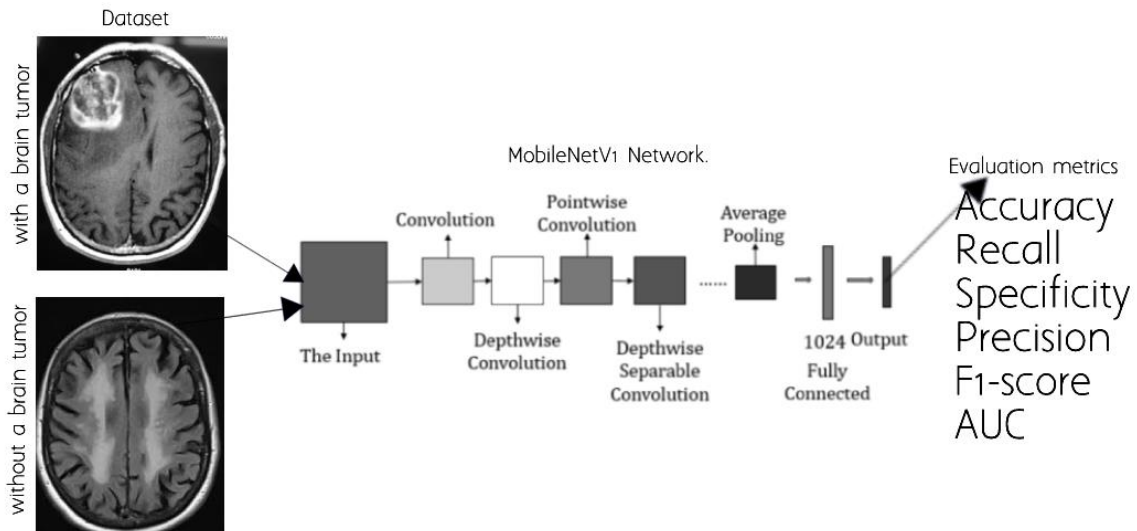 Dataset
with a brain tumor
without a brain tumor
MobileNetV1 Network.
The Input
Convolution
Depthwise
Convolution
Pointwise
Convolution
Depthwise
Separable
Convolution
......
Average
Pooling
1024
Fully
Connected
Output
Evaluation metrics
Accuracy
Recall
Specificity
Precision
F1-score
AUC